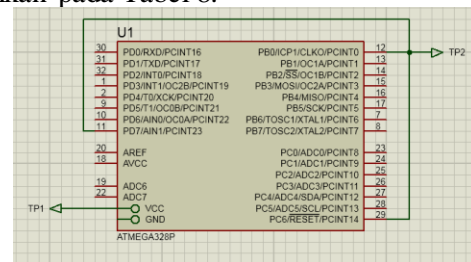 kan pada Tabel 8.
U1
30 PD0/RXD/PCINT16 PB0/ICP1/CLKO/PCINT0 12 TP2
31 PD1/TXD/PCINT17 PB1/OC1A/PCINT1 13
32 PD2/INT0/PCINT18 PB2/SS/OC1B/PCINT2 14
1 PD3/INT1/OC2B/PCINT19 PB3/MOSI/OC2A/PCINT3 15
2 PD4/T0/XCK/PCINT20 PB4/MISO/PCINT4 16
9 PD5/T1/OC0B/PCINT21 PB5/SCK/PCINT5 17
10 PD6/AIN0/OC0A/PCINT22 PB6/TOSC1/XTAL1/PCINT6 7
11 PD7/AIN1/PCINT23 PB7/TOSC2/XTAL2/PCINT7 8
20 AREF PC0/ADC0/PCINT8 23
18 AVCC PC1/ADC1/PCINT9 24
PC2/ADC2/PCINT10 25
19 ADC6 PC3/ADC3/PCINT11 26
22 ADC7 PC4/ADC4/SDA/PCINT12 27
TP1 VCC PC5/ADC5/SCL/PCINT13 28
GND PC6/RESET/PCINT14 29
ATMEGA328P